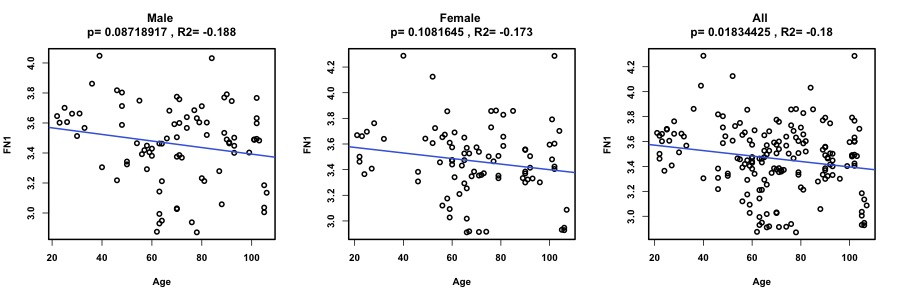 Male
p= 0.08718917 , R2= -0.188
FN1
4.0
3.8
3.6
3.4
3.2
3.0
20 40 60 80 100
Age
Female
p= 0.1081645 , R2= -0.173
FN1
4.2
4.0
3.8
3.6
3.4
3.2
3.0
20 40 60 80 100
Age
All
p= 0.01834425 , R2= -0.18
FN1
4.2
4.0
3.8
3.6
3.4
3.2
3.0
20 40 60 80 100
Age